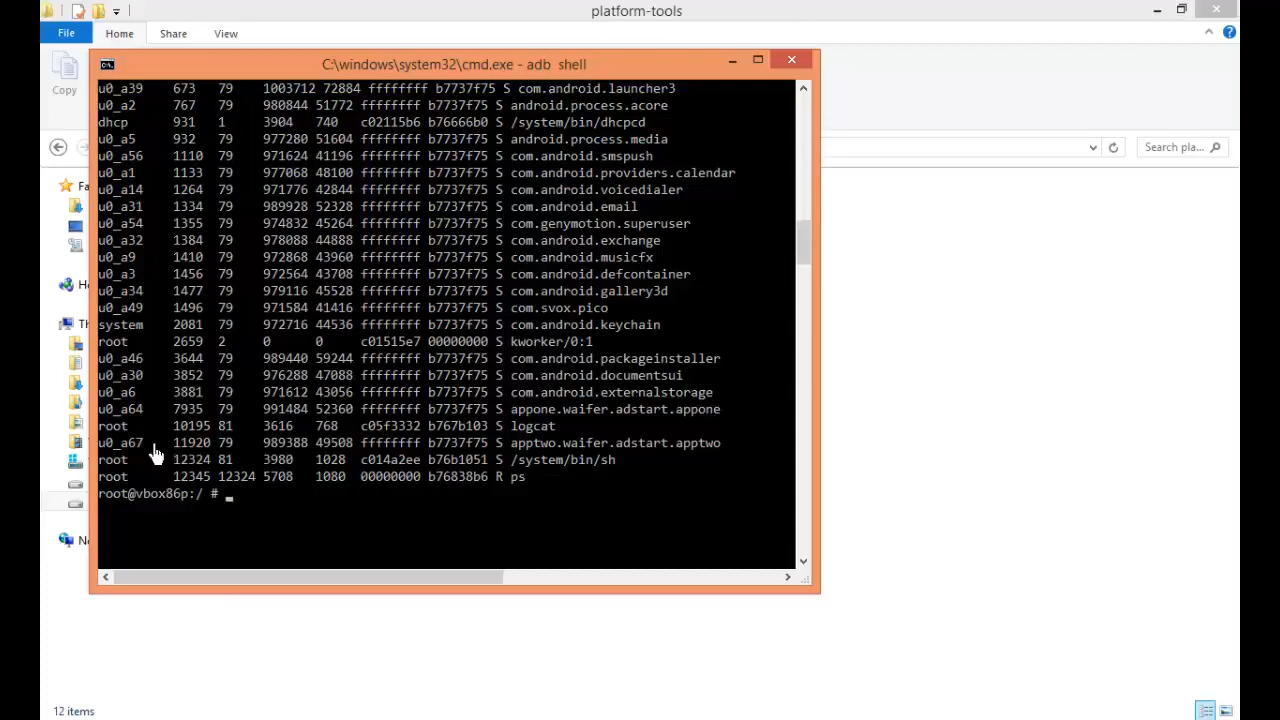 platform-tools
File Home Share View
Copy
Search pla...
C:\windows\system32\cmd.exe - adb shell
u0_a39 673 79 1003712 72884 ffffffff b7737f75 S com.android.launcher3
u0_a2 767 79 980844 51772 ffffffff b7737f75 S android.process.acore
dhcp 931 1 3904 740 c02115b6 b76666b0 S /system/bin/dhcpcd
u0_a5 932 79 977280 51604 ffffffff b7737f75 S android.process.media
u0_a56 1110 79 971624 41196 ffffffff b7737f75 S com.android.smspush
u0_a1 1133 79 977068 48100 ffffffff b7737f75 S com.android.providers.calendar
u0_a14 1264 79 971776 42844 ffffffff b7737f75 S com.android.voicedialer
u0_a31 1334 79 989928 52328 ffffffff b7737f75 S com.android.email
u0_a54 1355 79 974832 45264 ffffffff b7737f75 S com.genymotion.superuser
u0_a32 1384 79 978088 44888 ffffffff b7737f75 S com.android.exchange
u0_a9 1410 79 972868 43960 ffffffff b7737f75 S com.android.musicfx
u0_a3 1456 79 972564 43708 ffffffff b7737f75 S com.android.defcontainer
u0_a34 1477 79 979116 45528 ffffffff b7737f75 S com.android.gallery3d
u0_a49 1496 79 971584 41416 ffffffff b7737f75 S com.svox.pico
system 2081 79 972716 44536 ffffffff b7737f75 S com.android.keychain
root 2659 2 0 0 c01515e7 00000000 S kworker/0:1
u0_a46 3644 79 989440 59244 ffffffff b7737f75 S com.android.packageinstaller
u0_a30 3852 79 976288 47088 ffffffff b7737f75 S com.android.documentsui
u0_a6 3881 79 971612 43056 ffffffff b7737f75 S com.android.externalstorage
u0_a64 7935 79 991484 52360 ffffffff b7737f75 S appone.waifer.adstart.appone
root 10195 81 3616 768 c05f3332 b767b103 S logcat
u0_a67 11920 79 989388 49508 ffffffff b7737f75 S apptwo.waifer.adstart.apptwo
root 12324 81 3980 1028 c014a2ee b76b1051 S /system/bin/sh
root 12345 12324 5708 1080 00000000 b76838b6 R ps
root@vbox86p:/ # _
Fa
H
Th
Ne
12 items